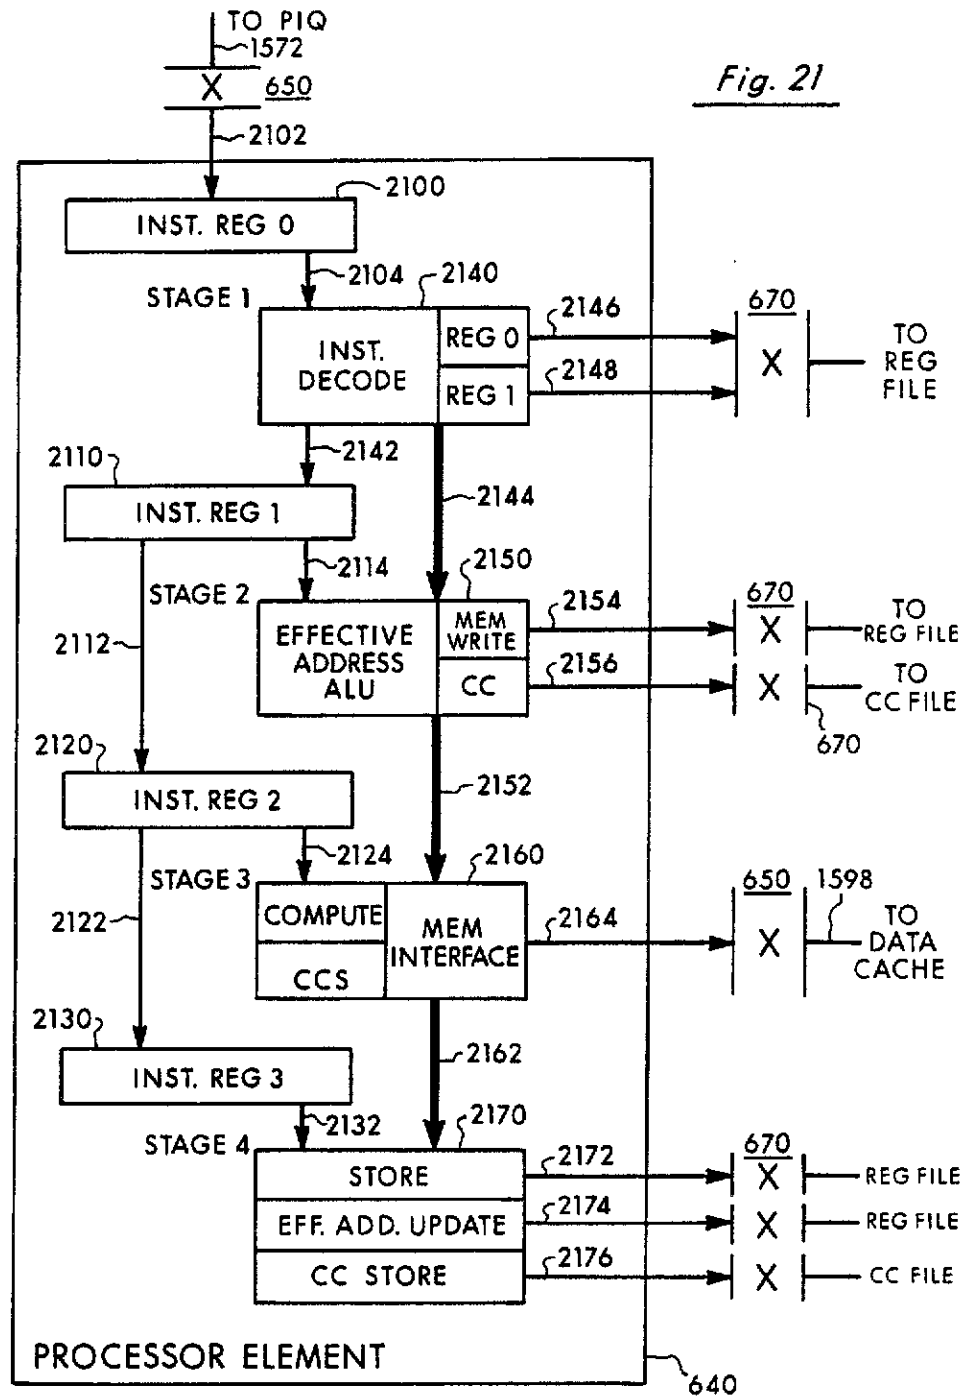 TO PIQ
1572
X 650
Fig. 21
2102
2100
INST. REG 0
2104
2140
STAGE 1
INST.
DECODE
REG 0
REG 1
2146
2148
670
X
TO
REG
FILE
2142
2110
INST. REG 1
2144
2114
2150
STAGE 2
2112
EFFECTIVE
ADDRESS
ALU
MEM
WRITE
CC
2154
2156
670
X
TO
REG FILE
X
TO
CC FILE
670
2120
INST. REG 2
2152
2124
2160
STAGE 3
2122
COMPUTE
CCS
MEM
INTERFACE
2164
650
X
1598
TO
DATA
CACHE
2130
INST. REG 3
2162
2132
2170
STAGE 4
STORE
2172
670
X
REG FILE
EFF. ADD. UPDATE
2174
X
REG FILE
CC STORE
2176
X
CC FILE
PROCESSOR ELEMENT
640